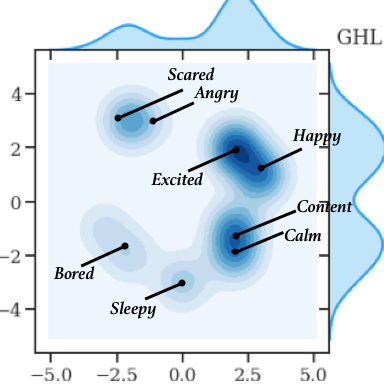 GHL
Scared
Angry
Happy
Excited
Content
Calm
Bored
Sleepy
4
2
0
−2
−4
−5.0 −2.5 0.0 2.5 5.0